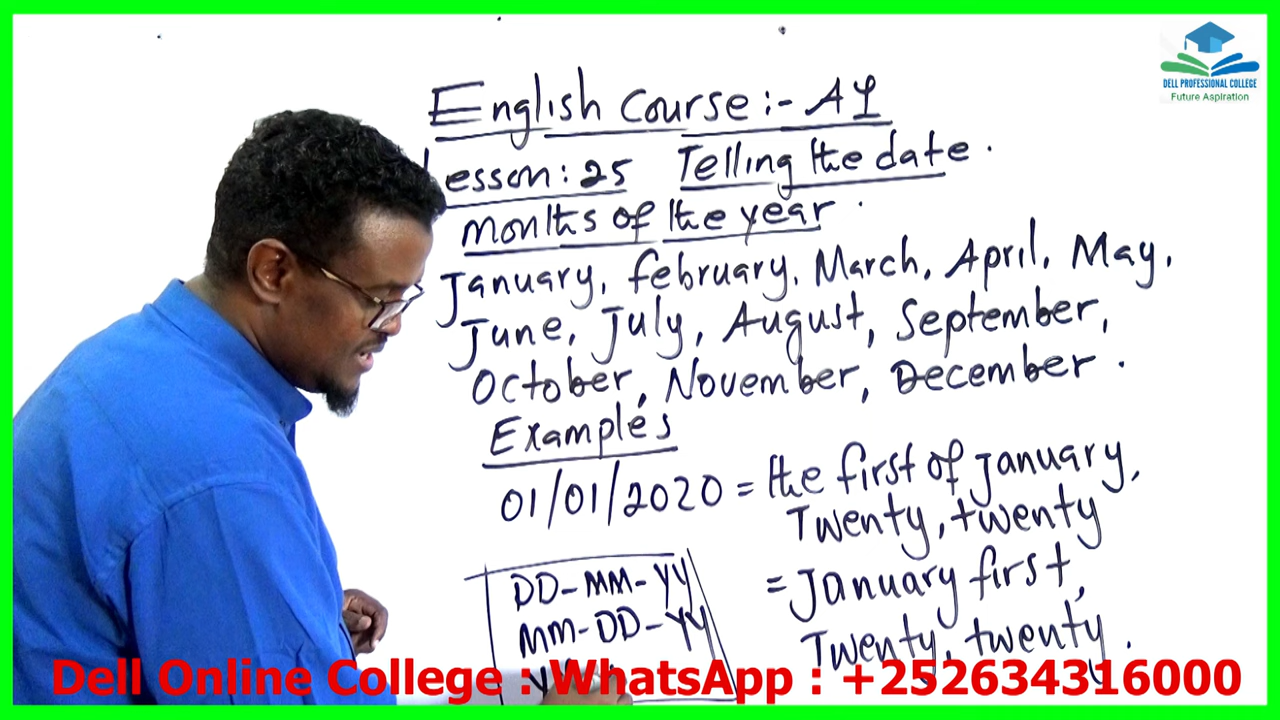 DELL PROFESSIONAL COLLEGE
Future Aspiration
English Course:- A1
Lesson: 25 Telling the date.
months of the year.
January, february, March, April, May,
June, July, August, September,
October, November, December.
Examples
01/01/2020 = the first of January,
Twenty, twenty
= January first,
Twenty, twenty.
DD-MM-YY
MM-DD-YY
Dell Online College : WhatsApp : +252634316000